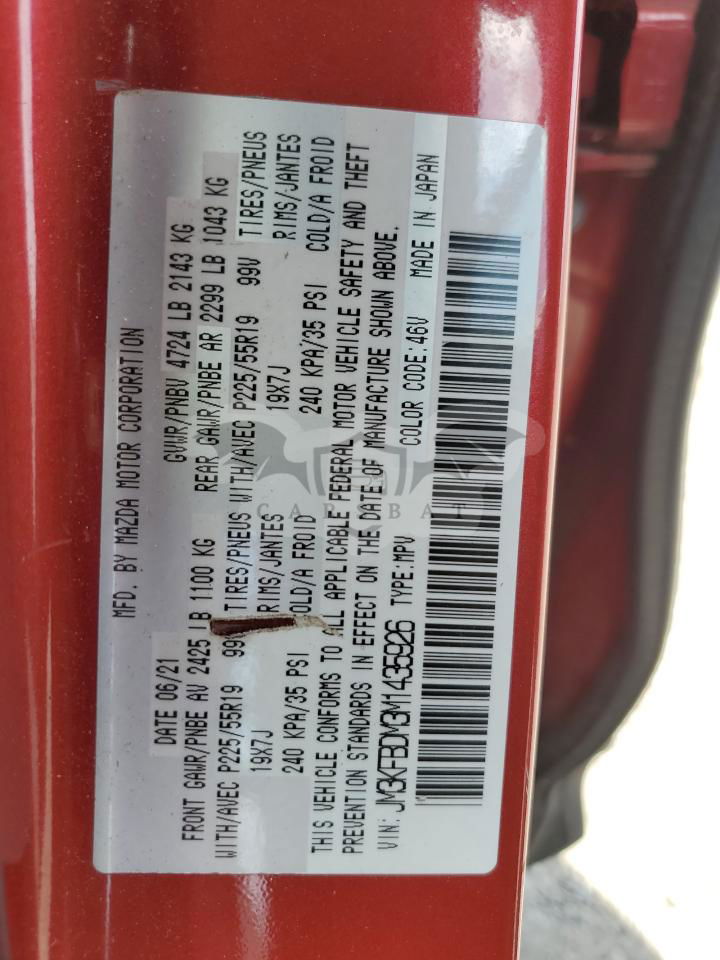 MFD. BY MAZDA MOTOR CORPORATION
DATE 06/21 GVWR/PNBV 4724 LB 2143 KG
FRONT GAWR/PNBE AV 2425 LB 1100 KG REAR GAWR/PNBE AR 2299 LB 1043 KG
WITH/AVEC P225/55R19 99V TIRES/PNEUS WITH/AVEC P225/55R19 99V TIRES/PNEUS
19X7J RIMS/JANTES 19X7J RIMS/JANTES
240 KPA/35 PSI COLD/A FROID 240 KPA/35 PSI COLD/A FROID
THIS VEHICLE CONFORMS TO ALL APPLICABLE FEDERAL MOTOR VEHICLE SAFETY AND THEFT
PREVENTION STANDARDS IN EFFECT ON THE DATE OF MANUFACTURE SHOWN ABOVE.
VIN: JM3KFBDM3M1435926 TYPE:MPV COLOR CODE:46V MADE IN JAPAN
CARSBAT